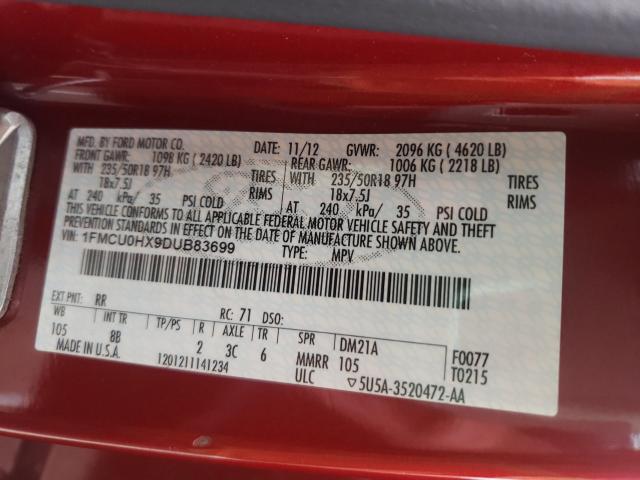 MFD. BY FORD MOTOR CO. DATE: 11/12 GVWR: 2096 KG ( 4620 LB)
FRONT GAWR: 1098 KG ( 2420 LB) REAR GAWR: 1006 KG ( 2218 LB)
WITH 235/50R18 97H TIRES WITH 235/50R18 97H TIRES
18x7.5J RIMS 18x7.5J RIMS
AT 240 kPa/ 35 PSI COLD AT 240 kPa/ 35 PSI COLD
THIS VEHICLE CONFORMS TO ALL APPLICABLE FEDERAL MOTOR VEHICLE SAFETY AND THEFT
PREVENTION STANDARDS IN EFFECT ON THE DATE OF MANUFACTURE SHOWN ABOVE.
VIN: 1FMCU0HX9DUB83699 TYPE: MPV
EXT PNT: RR RC: 71 DSO:
WB INT TR TP/PS R AXLE TR SPR DM21A F0077
105 8B 2 3C 6 MMRR 105 T0215
MADE IN U.S.A. 1201211141234 ULC 5U5A-3520472-AA